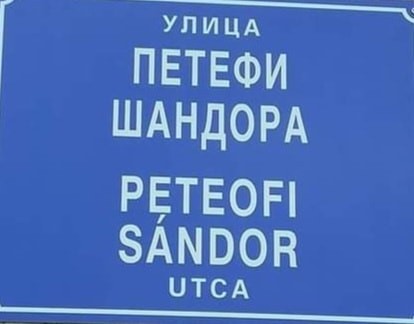 УЛИЦА
ПЕТЕФИ
ШАНДОРА
PETEOFI
SÁNDOR
UTCA